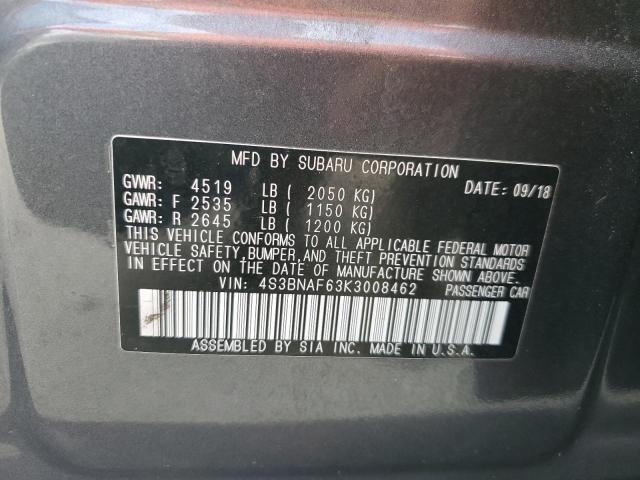 MFD BY SUBARU CORPORATION
GVWR: 4519 LB ( 2050 KG) DATE: 09/18
GAWR: F 2535 LB ( 1150 KG)
GAWR: R 2645 LB ( 1200 KG)
THIS VEHICLE CONFORMS TO ALL APPLICABLE FEDERAL MOTOR
VEHICLE SAFETY, BUMPER, AND THEFT PREVENTION STANDARDS
IN EFFECT ON THE DATE OF MANUFACTURE SHOWN ABOVE.
VIN: 4S3BNAF63K3008462 PASSENGER CAR
ASSEMBLED BY SIA INC. MADE IN U.S.A.